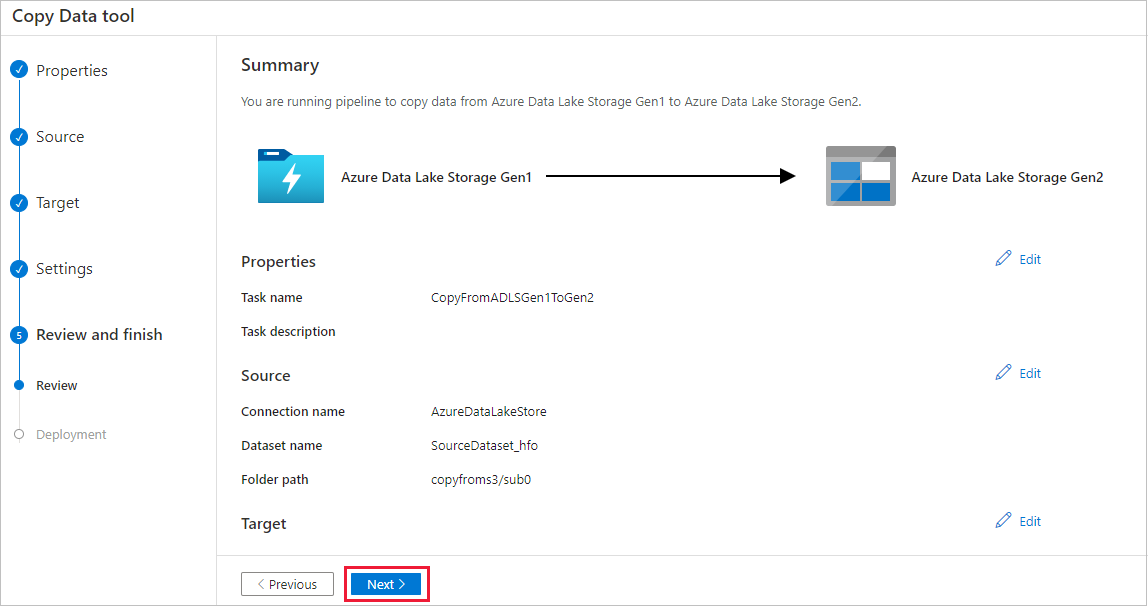 Copy Data tool
Properties
Source
Target
Settings
5 Review and finish
Review
Deployment
Summary
You are running pipeline to copy data from Azure Data Lake Storage Gen1 to Azure Data Lake Storage Gen2.
Azure Data Lake Storage Gen1
Azure Data Lake Storage Gen2
Properties Edit
Task name CopyFromADLSGen1ToGen2
Task description
Source Edit
Connection name AzureDataLakeStore
Dataset name SourceDataset_hfo
Folder path copyfroms3/sub0
Target Edit
< Previous Next >